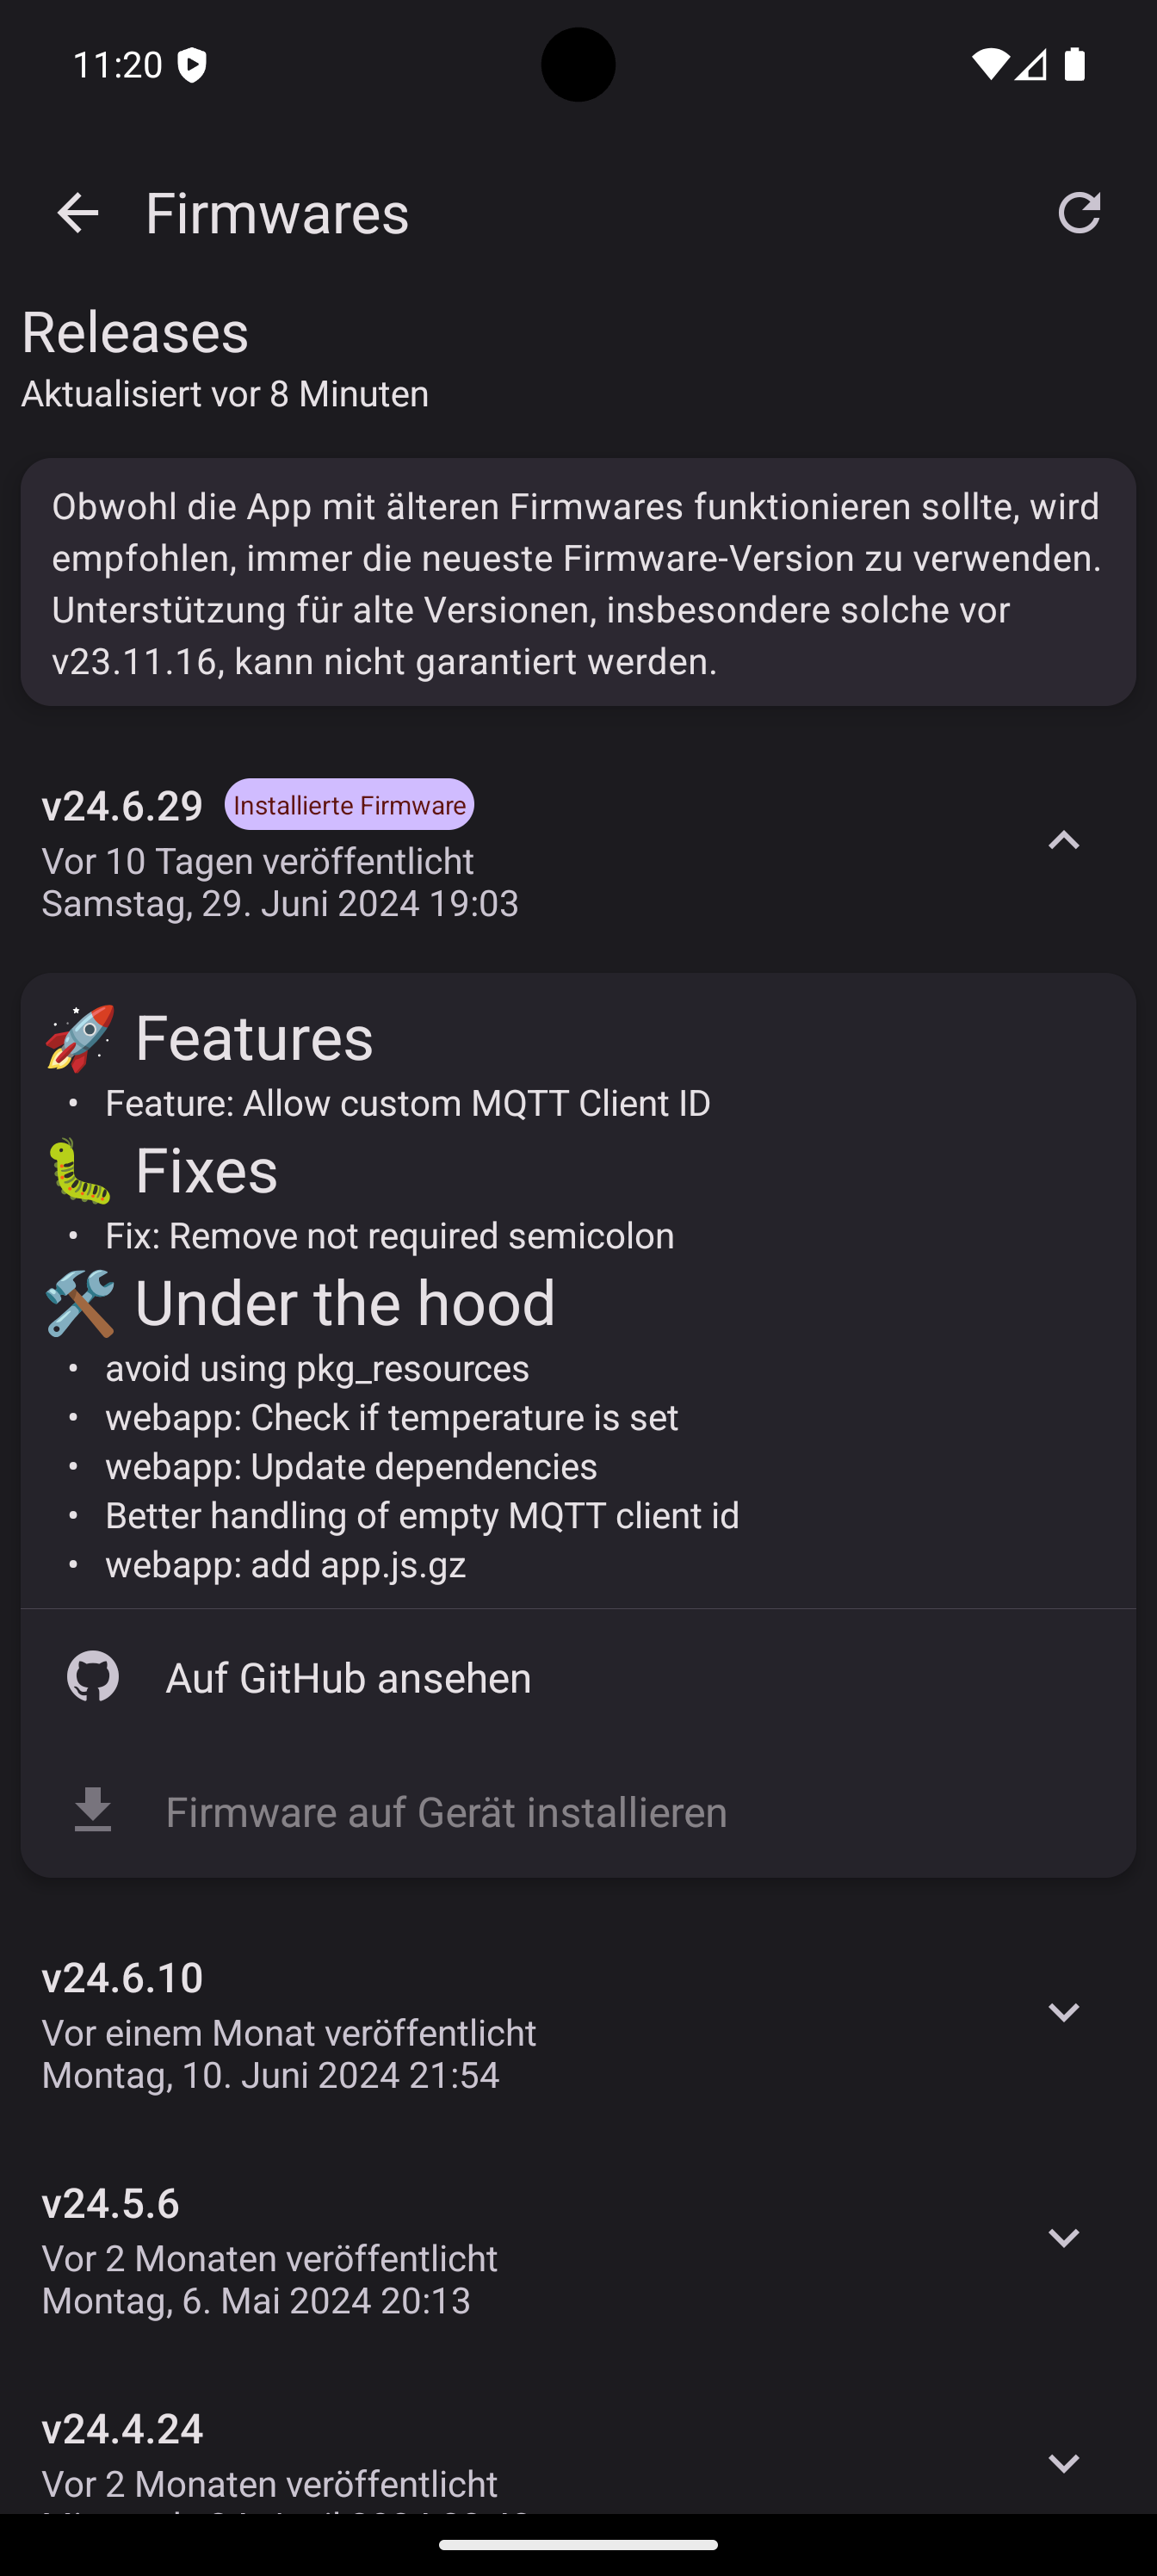 11:20
Firmwares
Releases
Aktualisiert vor 8 Minuten
Obwohl die App mit älteren Firmwares funktionieren sollte, wird
empfohlen, immer die neueste Firmware-Version zu verwenden.
Unterstützung für alte Versionen, insbesondere solche vor
v23.11.16, kann nicht garantiert werden.
v24.6.29 Installierte Firmware
Vor 10 Tagen veröffentlicht
Samstag, 29. Juni 2024 19:03
🚀 Features
• Feature: Allow custom MQTT Client ID
🐛 Fixes
• Fix: Remove not required semicolon
🛠 Under the hood
• avoid using pkg_resources
• webapp: Check if temperature is set
• webapp: Update dependencies
• Better handling of empty MQTT client id
• webapp: add app.js.gz
Auf GitHub ansehen
Firmware auf Gerät installieren
v24.6.10
Vor einem Monat veröffentlicht
Montag, 10. Juni 2024 21:54
v24.5.6
Vor 2 Monaten veröffentlicht
Montag, 6. Mai 2024 20:13
v24.4.24
Vor 2 Monaten veröffentlicht